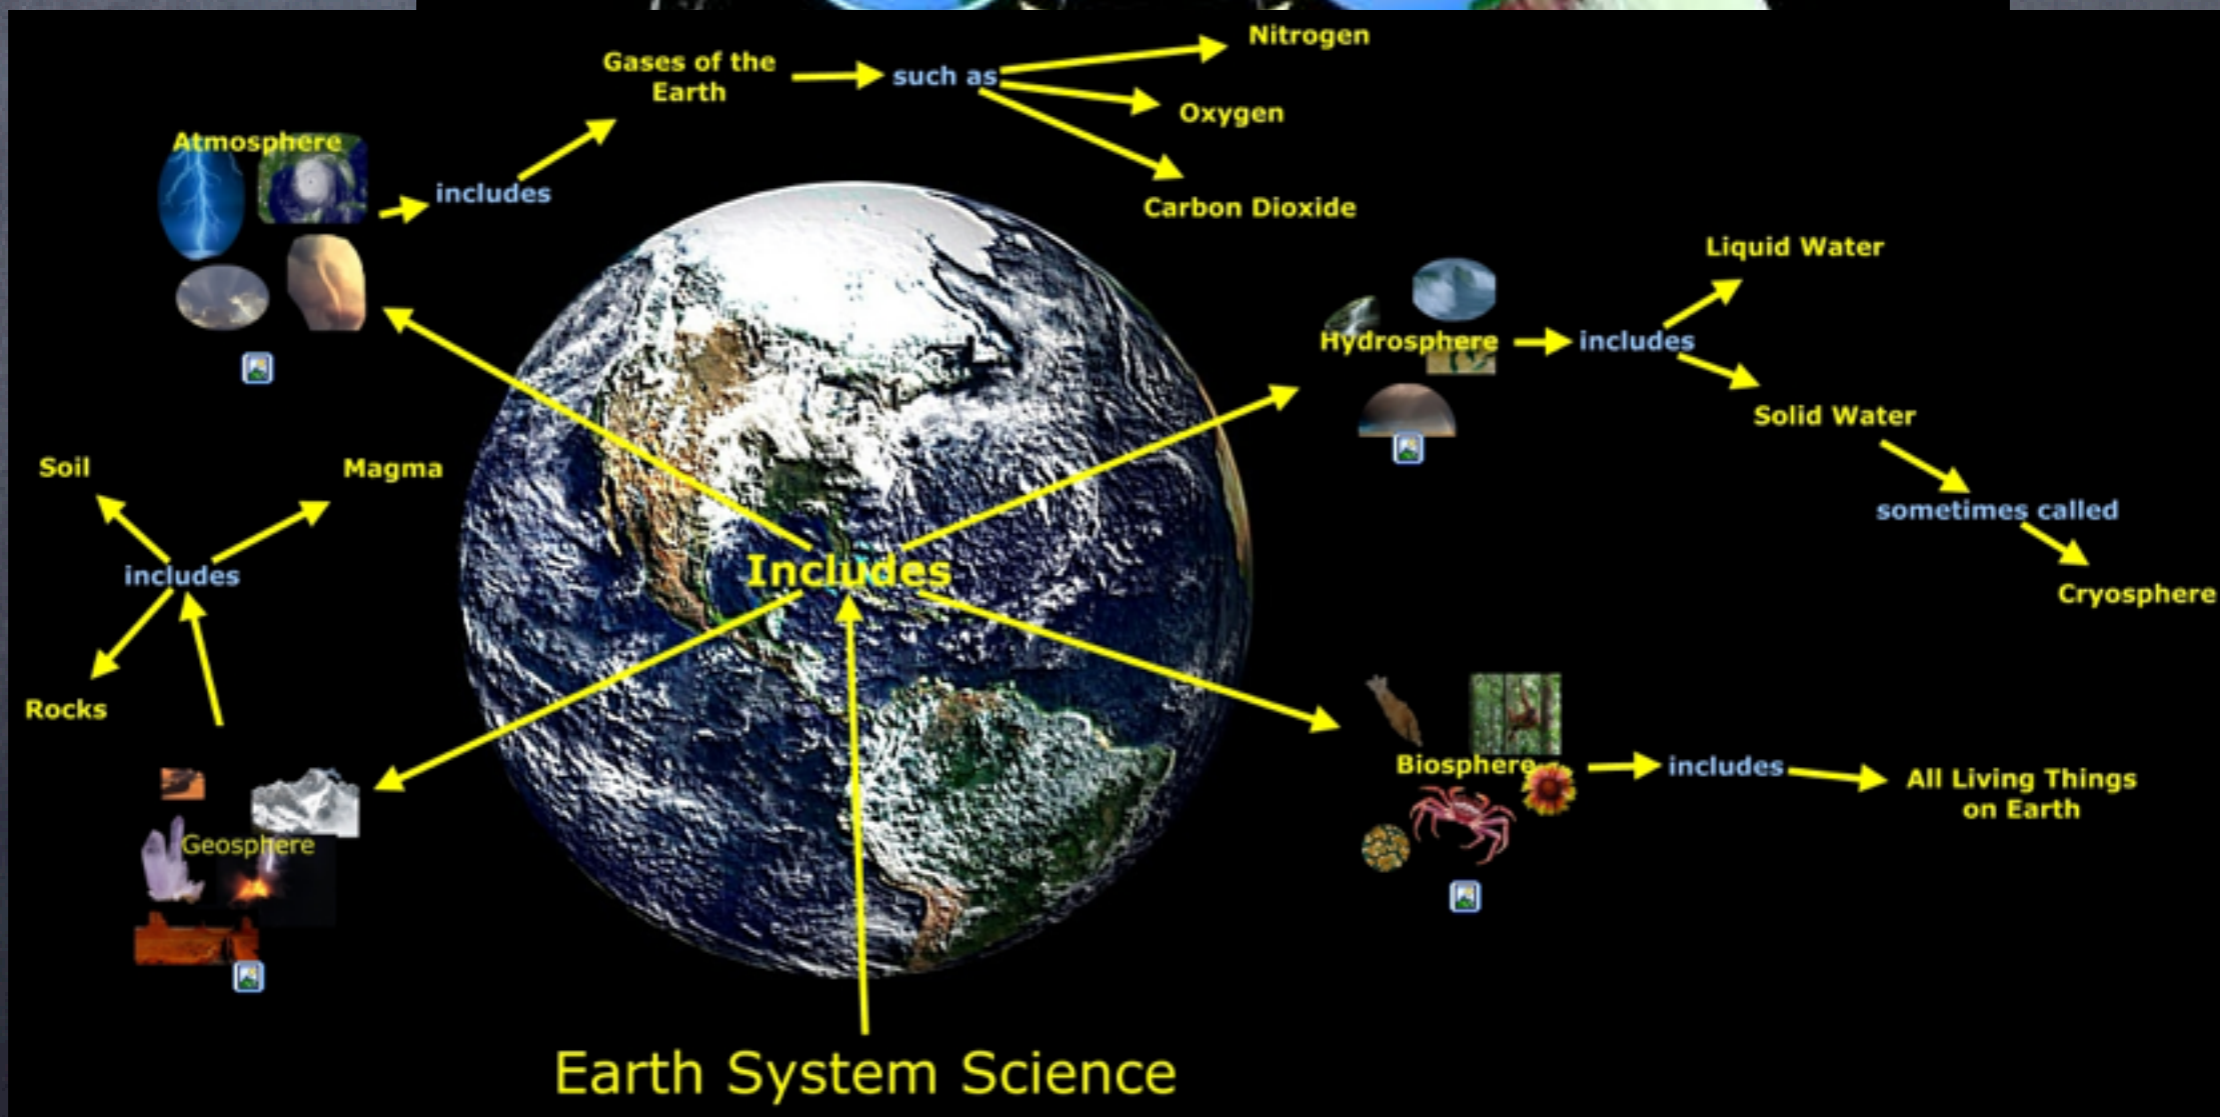 Nitrogen
Gases of the
Earth
such as
Oxygen
Atmosphere
includes
Carbon Dioxide
Liquid Water
Hydrosphere
includes
Solid Water
sometimes called
Cryosphere
Soil
Magma
includes
Rocks
Includes
Geosphere
Biosphere
includes
All Living Things
on Earth
Earth System Science